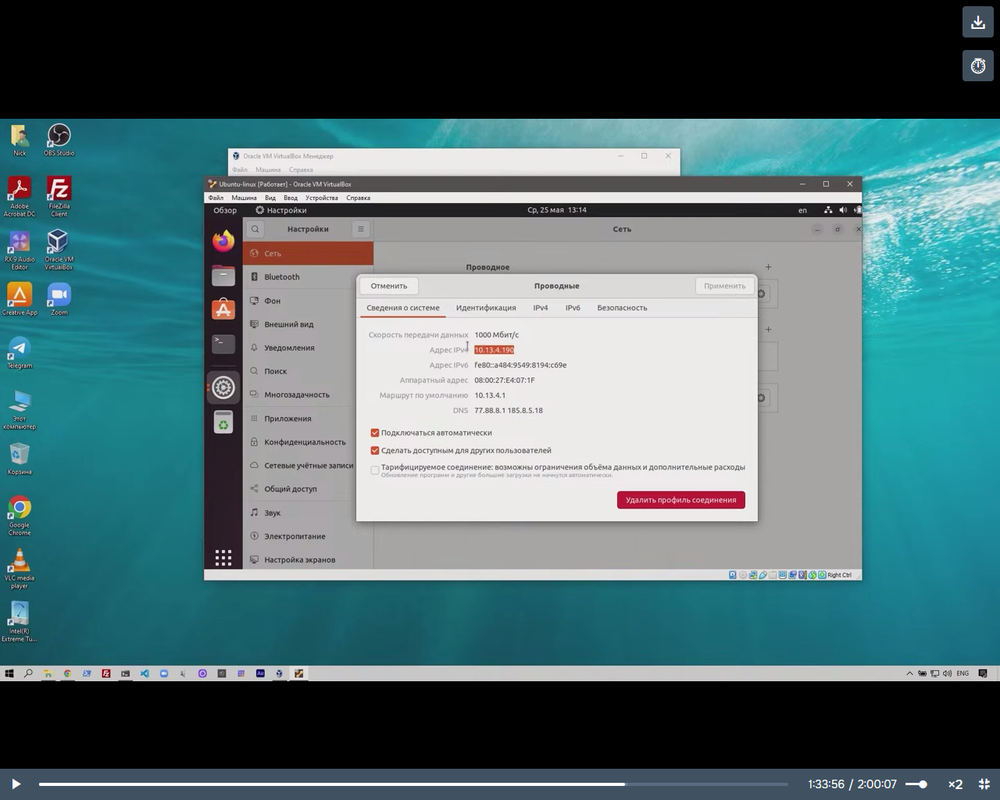 Nick
OBS Studio
Adobe
Acrobat DC
FileZilla
Client
RX 9 Audio
Editor
Oracle VM
VirtualBox
Creative App
Zoom
Telegram
Этот
компьютер
Корзина
Google
Chrome
VLC media
player
Intel(R)
Extreme Tu...
Oracle VM VirtualBox Менеджер
Файл Машина Справка
Ubuntu-linux [Работает] - Oracle VM VirtualBox
Файл Машина Вид Ввод Устройства Справка
Обзор Настройки Ср, 25 мая 13:14 en
Настройки Сеть
Сеть
Bluetooth
Фон
Внешний вид
Уведомления
Поиск
Многозадачность
Приложения
Конфиденциальность
Сетевые учётные записи
Общий доступ
Звук
Электропитание
Настройка экранов
Проводное
Отменить Проводные Применить
Сведения о системе Идентификация IPv4 IPv6 Безопасность
Скорость передачи данных 1000 Мбит/с
Адрес IPv4 10.13.4.190
Адрес IPv6 fe80::a484:9549:8194:c69e
Аппаратный адрес 08:00:27:E4:07:1F
Маршрут по умолчанию 10.13.4.1
DNS 77.88.8.1 185.8.5.18
Подключаться автоматически
Сделать доступным для других пользователей
Тарифицируемое соединение: возможны ограничения объёма данных и дополнительные расходы
Обновление программ и другие большие загрузки не начнутся автоматически.
Удалить профиль соединения
Right Ctrl
ENG
1:33:56 / 2:00:07 ×2